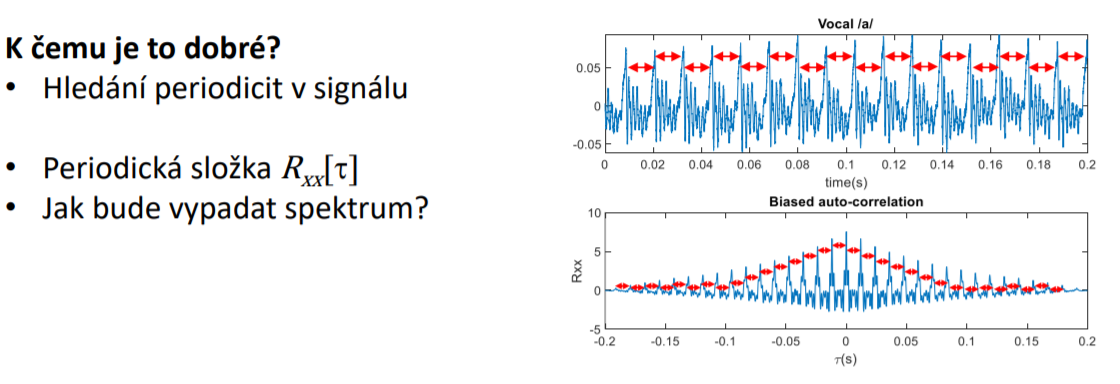 K čemu je to dobré?
• Hledání periodicit v signálu
• Periodická složka Rxx[τ]
• Jak bude vypadat spektrum?
Vocal /a/
0.05
0
-0.05
0 0.02 0.04 0.06 0.08 0.1 0.12 0.14 0.16 0.18 0.2
time(s)
Biased auto-correlation
10
5
0
-5
Rxx
-0.2 -0.15 -0.1 -0.05 0 0.05 0.1 0.15 0.2
τ(s)